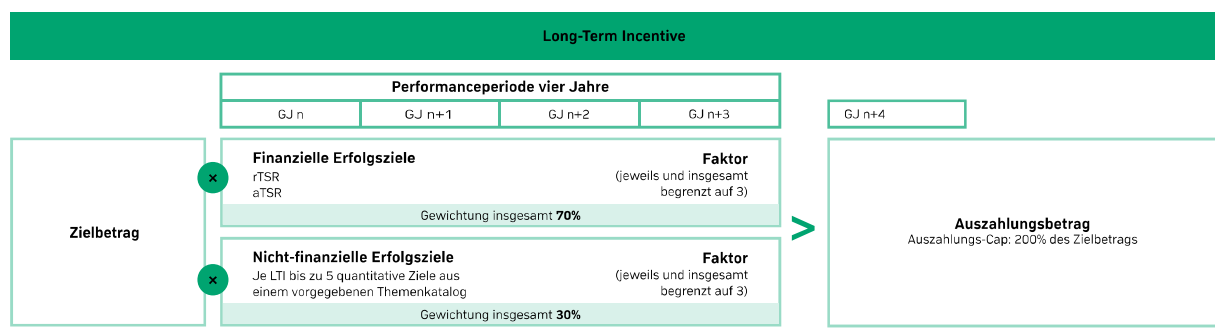 Long-Term Incentive
Performanceperiode vier Jahre
GJ n
GJ n+1
GJ n+2
GJ n+3
GJ n+4
Zielbetrag
×
Finanzielle Erfolgsziele
rTSR
aTSR
Faktor
(jeweils und insgesamt
begrenzt auf 3)
Gewichtung insgesamt 70%
×
Nicht-finanzielle Erfolgsziele
Je LTI bis zu 5 quantitative Ziele aus
einem vorgegebenen Themenkatalog
Faktor
(jeweils und insgesamt
begrenzt auf 3)
Gewichtung insgesamt 30%
>
Auszahlungsbetrag
Auszahlungs-Cap: 200% des Zielbetrags